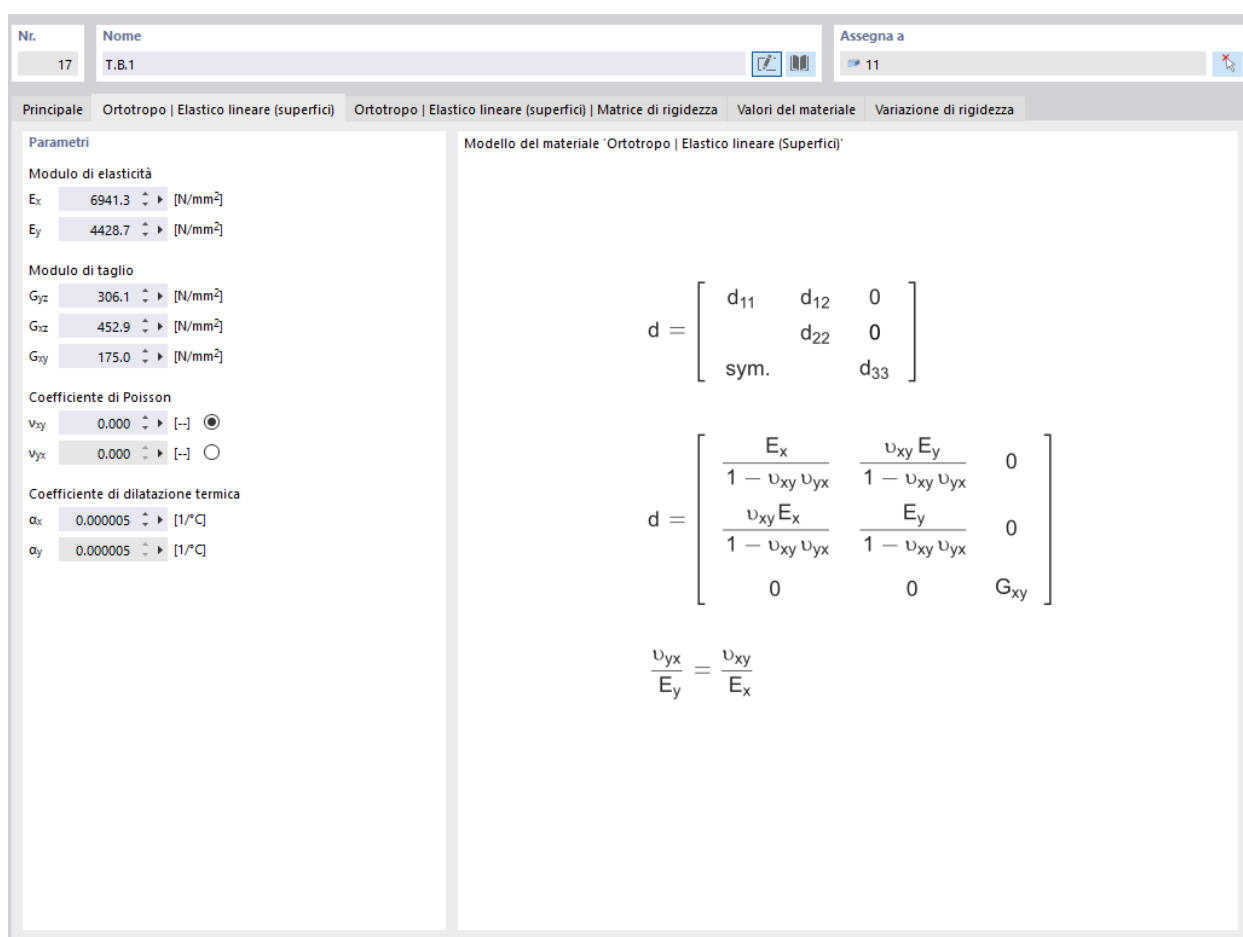 Nr. Nome Assegna a
17 T.B.1 11
Principale Ortotropo | Elastico lineare (superfici) Ortotropo | Elastico lineare (superfici) | Matrice di rigidezza Valori del materiale Variazione di rigidezza
Parametri
Modulo di elasticità
Ex 6941.3 [N/mm²]
Ey 4428.7 [N/mm²]
Modulo di taglio
Gyz 306.1 [N/mm²]
Gxz 452.9 [N/mm²]
Gxy 175.0 [N/mm²]
Coefficiente di Poisson
νxy 0.000 [--]
νyx 0.000 [--]
Coefficiente di dilatazione termica
αx 0.000005 [1/°C]
αy 0.000005 [1/°C]
Modello del materiale 'Ortotropo | Elastico lineare (Superfici)'
d11 d12 0
d = d22 0
sym. d33
Ex υxy Ey
1 − υxy υyx 1 − υxy υyx 0
d = υxy Ex Ey
1 − υxy υyx 1 − υxy υyx 0
0 0 Gxy
υyx = υxy
Ey Ex